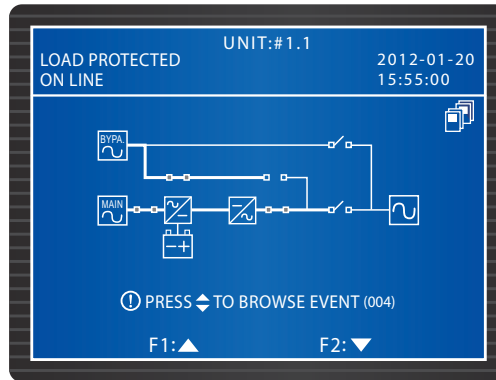 UNIT:#1.1
LOAD PROTECTED
ON LINE
2012-01-20
15:55:00
BYPA.
MAIN
PRESS TO BROWSE EVENT (004)
F1:
F2: